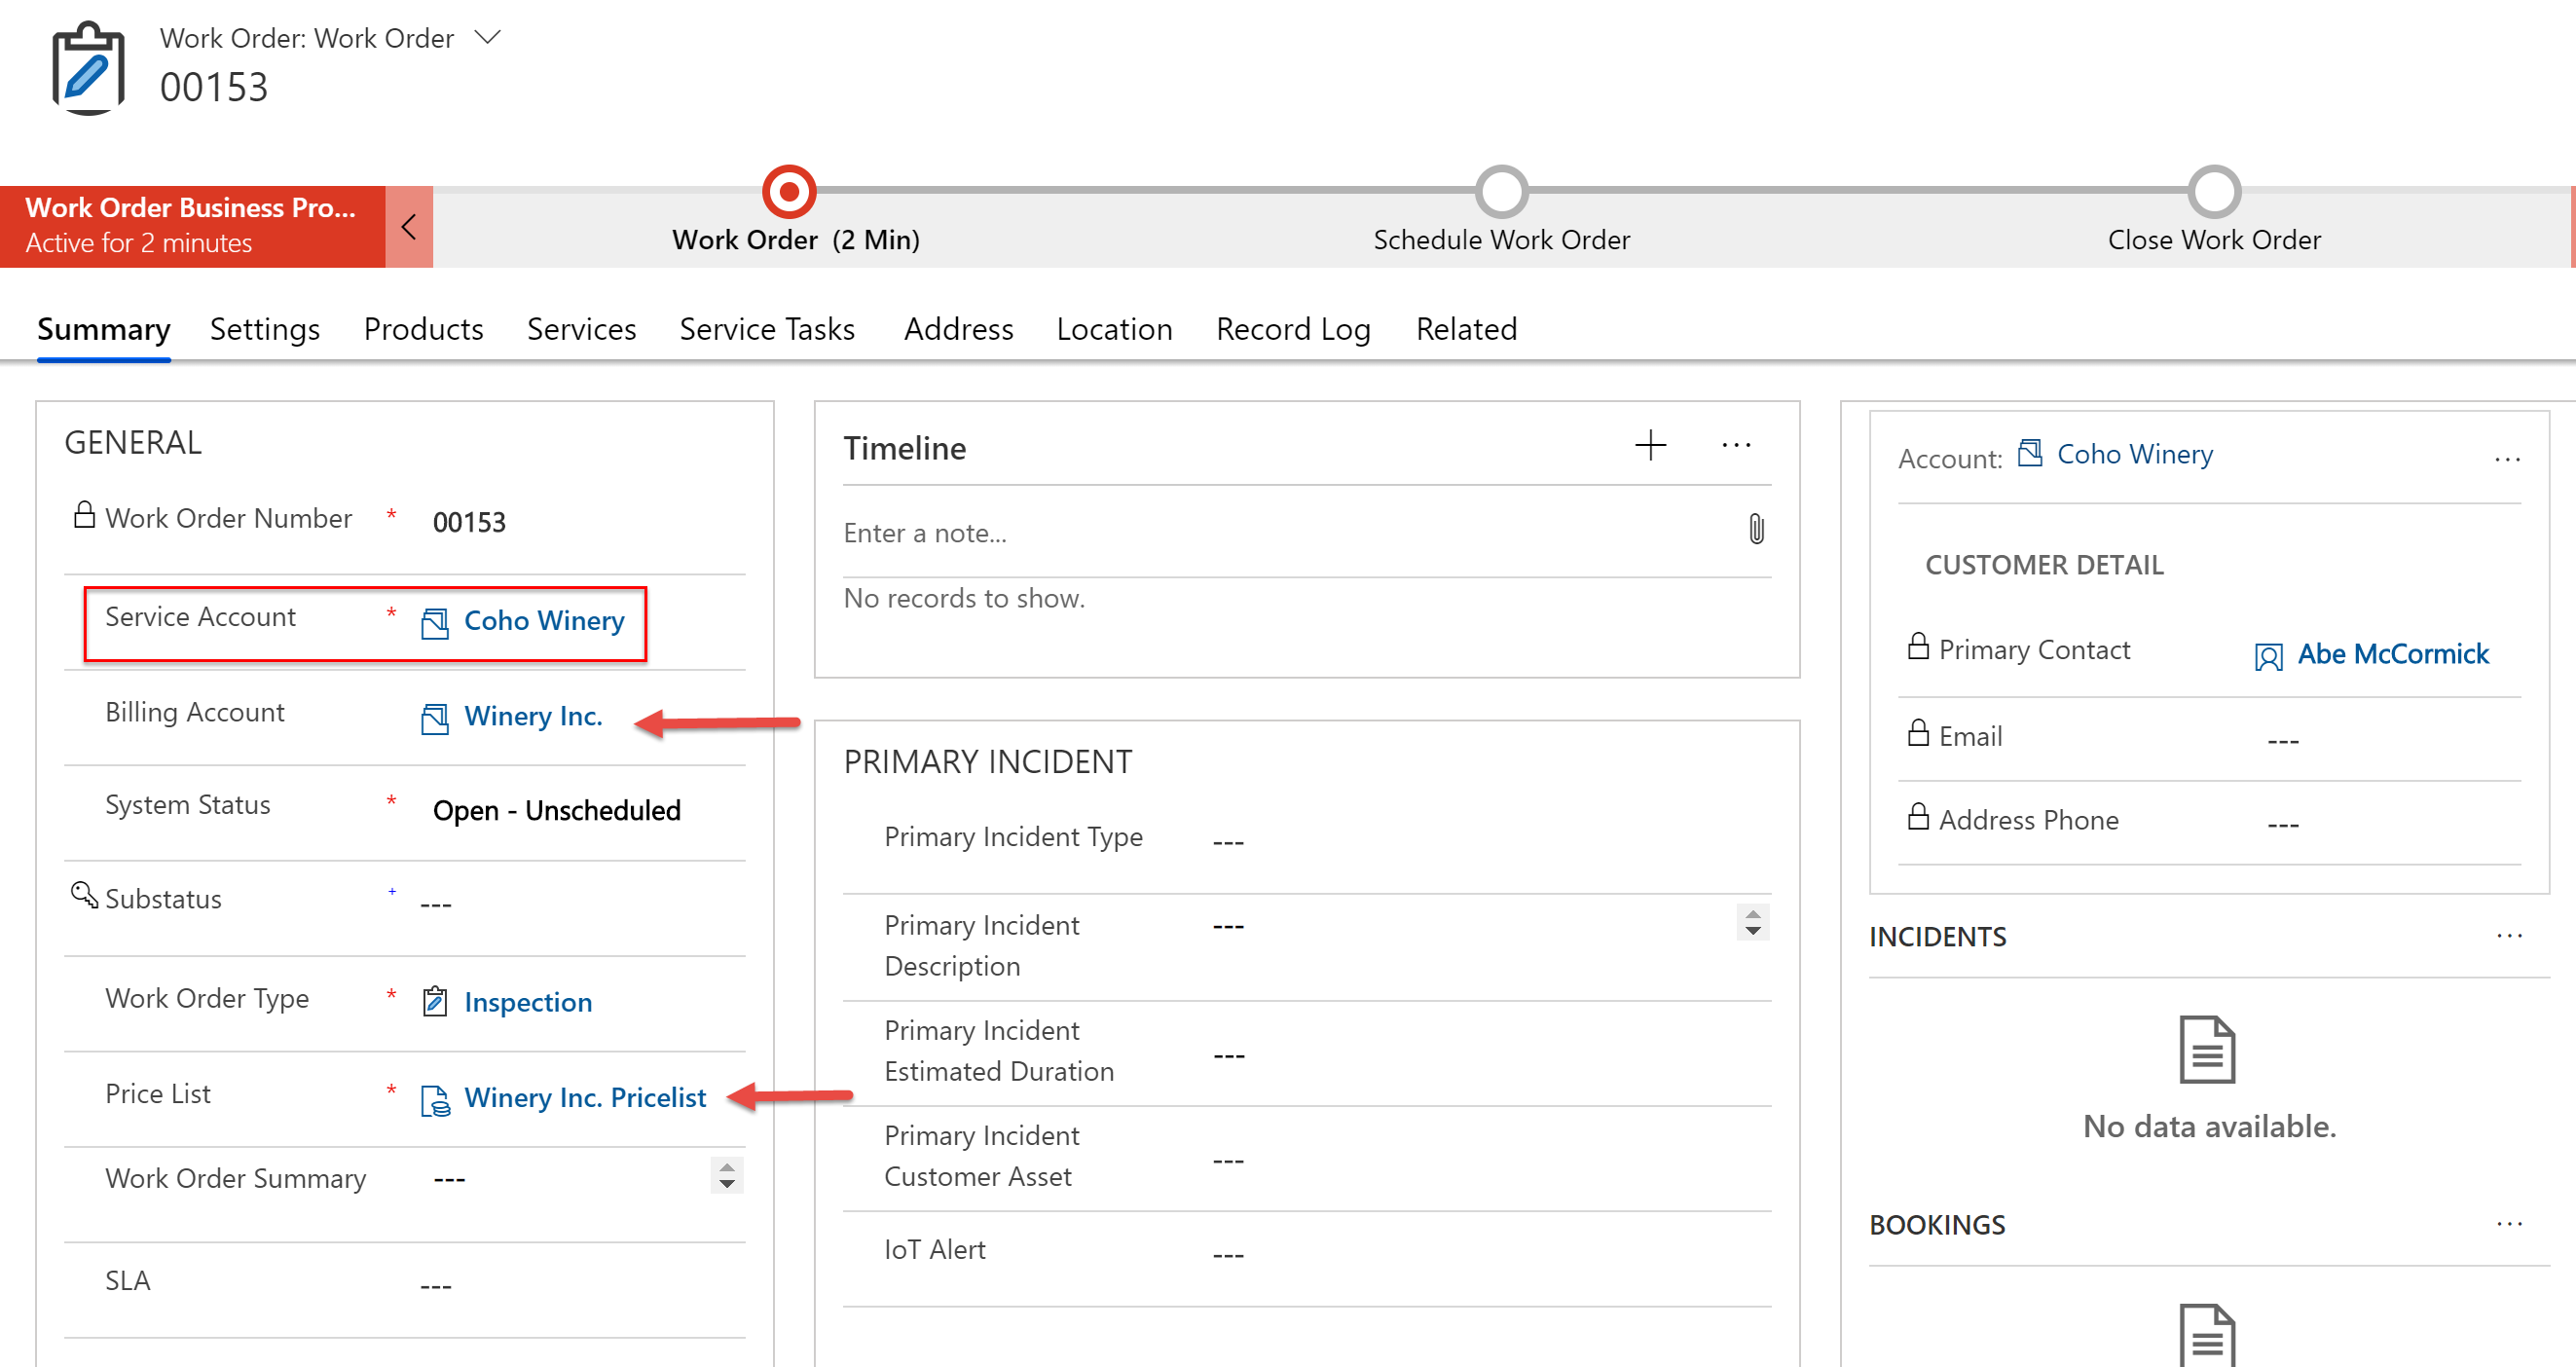 Work Order: Work Order
00153
Work Order Business Pro...
Active for 2 minutes
Work Order (2 Min)
Schedule Work Order
Close Work Order
Summary Settings Products Services Service Tasks Address Location Record Log Related
GENERAL
Work Order Number * 00153
Service Account * Coho Winery
Billing Account Winery Inc.
System Status * Open - Unscheduled
Substatus + ---
Work Order Type * Inspection
Price List * Winery Inc. Pricelist
Work Order Summary ---
SLA ---
Timeline
Enter a note...
No records to show.
PRIMARY INCIDENT
Primary Incident Type ---
Primary Incident ---
Description
Primary Incident
Estimated Duration ---
Primary Incident
Customer Asset ---
IoT Alert ---
Account: Coho Winery
CUSTOMER DETAIL
Primary Contact Abe McCormick
Email ---
Address Phone ---
INCIDENTS
No data available.
BOOKINGS